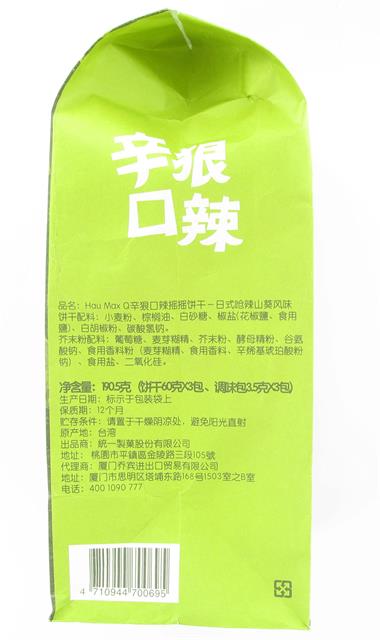 辛狠
口辣
品名：Hau Max Q辛狠口辣摇摇饼干－日式呛辣山葵风味
饼干配料：小麦粉、棕榈油、白砂糖、椒盐(花椒盐、食用
盐)、白胡椒粉、碳酸氢钠。
芥末粉配料：葡萄糖、麦芽糊精、芥末粉、酵母精粉、谷氨
酸钠、食用香料粉（麦芽糊精、食用香料、辛烯基琥珀酸粉
钠）、食用盐、二氧化硅。
净含量：190.5克（饼干60克X3包、调味包3.5克X3包）
生产日期：标示于包装袋上
保质期：12个月
贮存条件：请置于干燥阴凉处，避免阳光直射
原产地：台湾
出品商：統一製菓股份有限公司
地址：桃園市平鎮區金陵路三段105號
代理商：厦门乔宾进出口贸易有限公司
地址：厦门市思明区塔埔东路168号1503室之B室
电话：400 1090 777
4 710944 700695